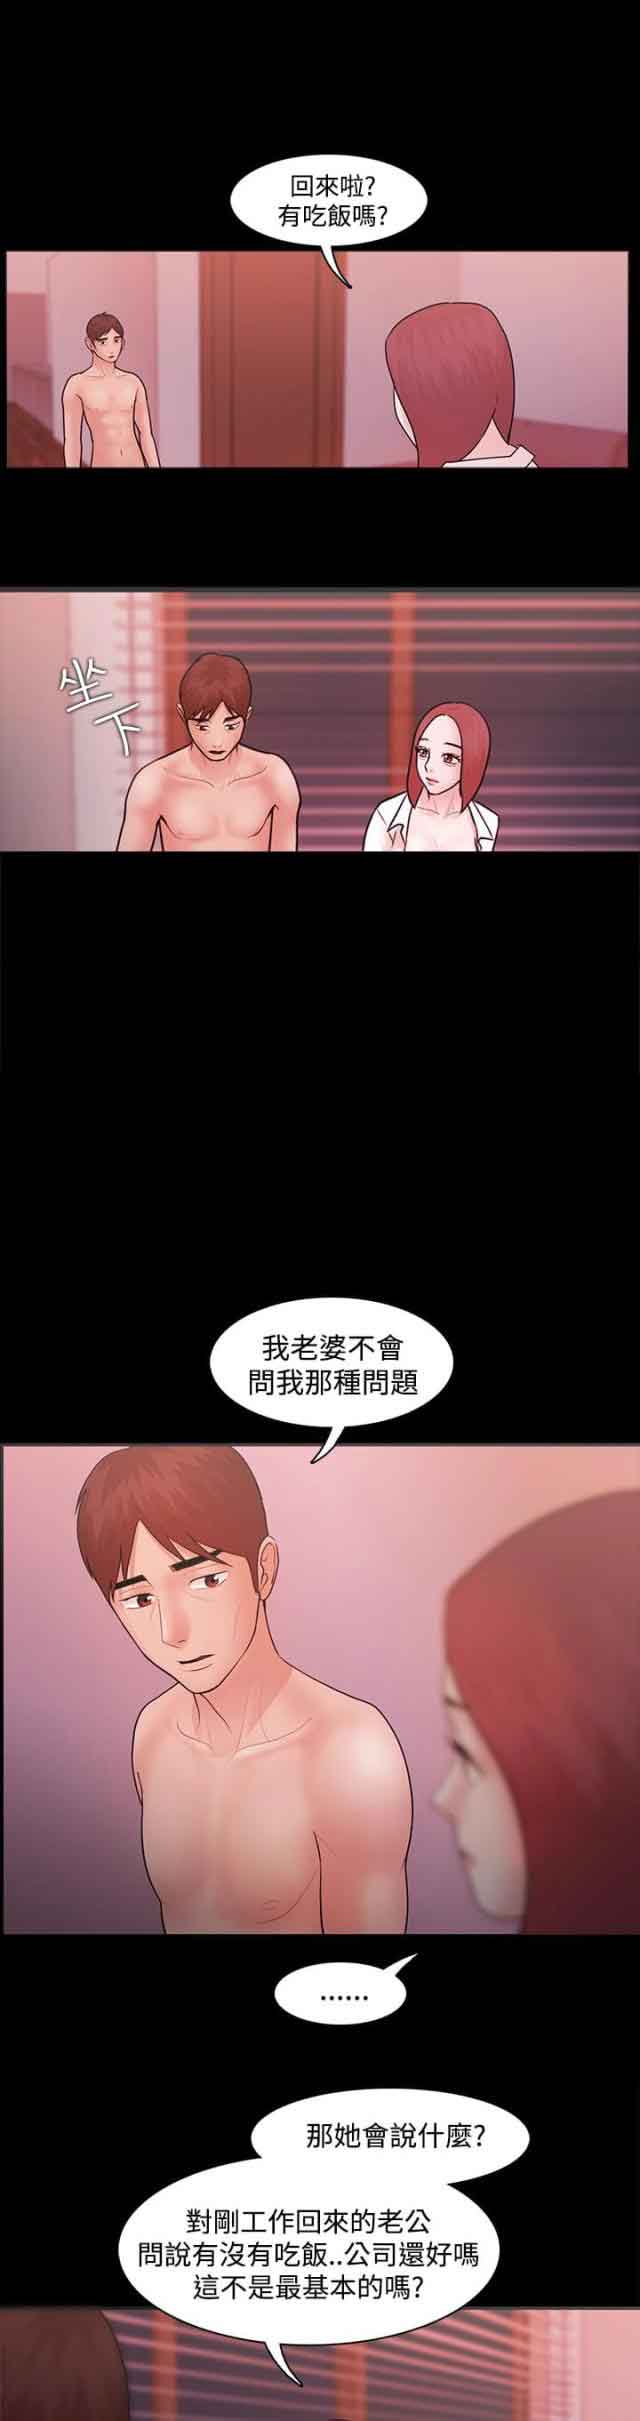 回來啦?
有吃飯嗎?
坐下
我老婆不會
問我那種問題
......
那她會說什麼?
對剛工作回來的老公
問說有沒有吃飯..公司還好嗎
這不是最基本的嗎?